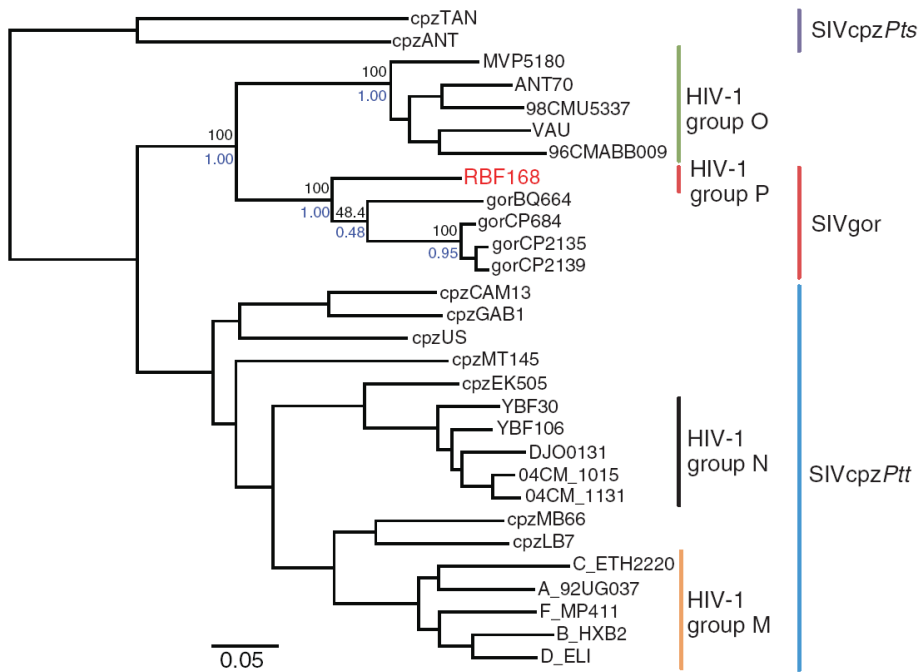 cpzTAN
cpzANT
SIVcpzPts
MVP5180
100
1.00
ANT70
98CMU5337
VAU
96CMABB009
HIV-1
group O
100
1.00
RBF168
HIV-1
group P
100
1.00
gorBQ664
48.4
0.48
gorCP684
100
0.95
gorCP2135
gorCP2139
SIVgor
cpzCAM13
cpzGAB1
cpzUS
cpzMT145
cpzEK505
YBF30
YBF106
DJO0131
04CM_1015
04CM_1131
HIV-1
group N
SIVcpzPtt
cpzMB66
cpzLB7
C_ETH2220
A_92UG037
F_MP411
B_HXB2
D_ELI
HIV-1
group M
0.05